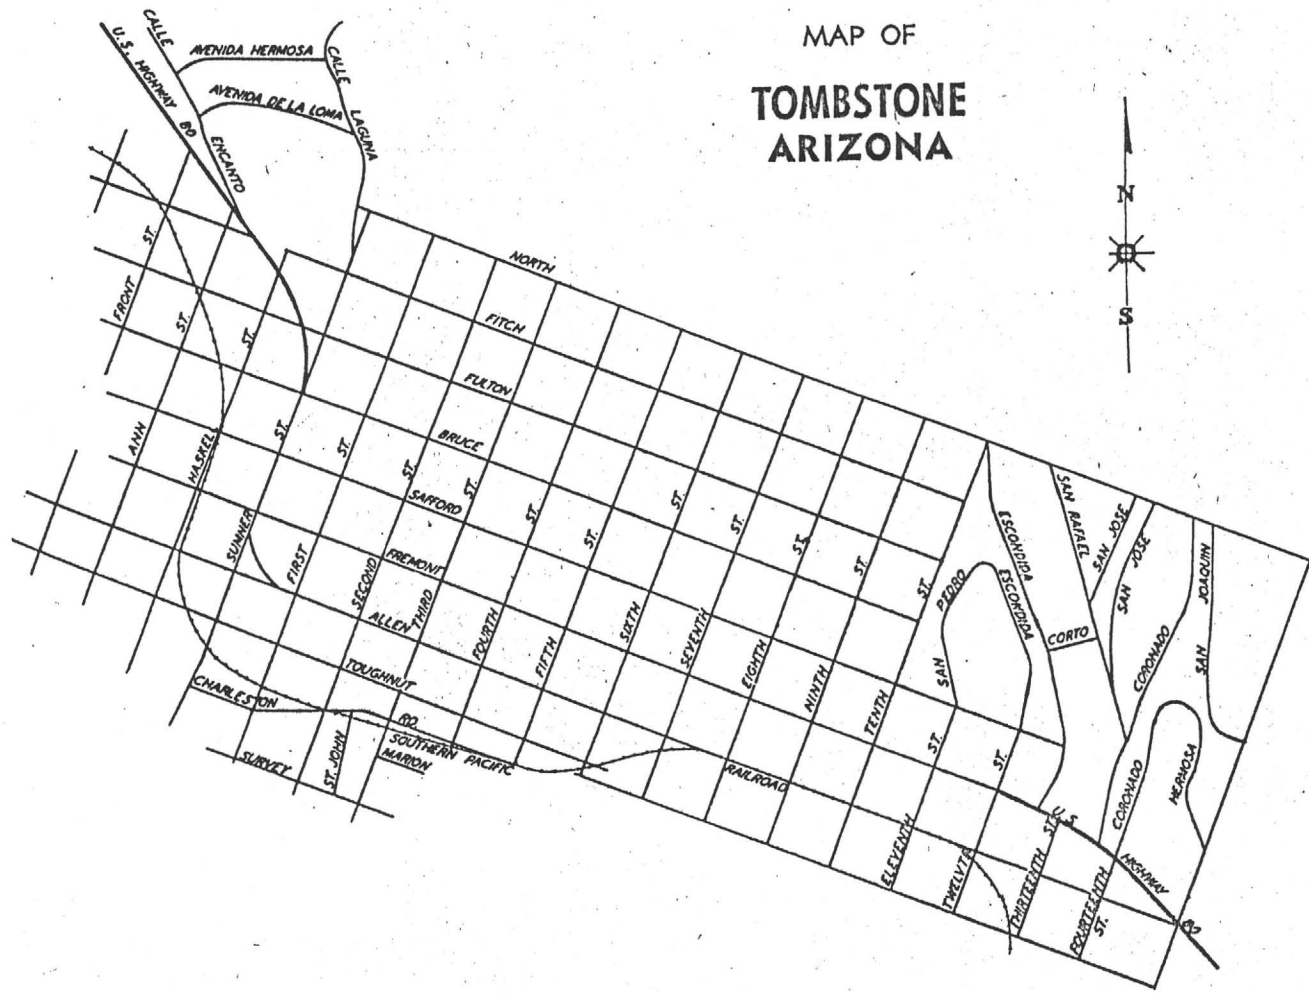 MAP OF
TOMBSTONE
ARIZONA
N
S
CALLE
ENCANTO
U.S. HIGHWAY 80
AVENIDA HERMOSA
AVENIDA DE LA LOMA
CALLE
LAGUNA
NORTH
FITCH
FULTON
BRUCE
SAFFORD
FREMONT
ALLEN
TOUGHNUT
FRONT
ST.
ANN
ST.
HASKELL
ST.
SUMNER
ST.
FIRST
ST.
SECOND
ST.
THIRD
ST.
FOURTH
ST.
FIFTH
ST.
SIXTH
ST.
SEVENTH
ST.
EIGHTH
ST.
NINTH
ST.
TENTH
ST.
ELEVENTH
ST.
TWELVTH
ST.
THIRTEENTH
ST.
FOURTEENTH
ST.
SAN
PEDRO
ESCONDIDA
ESCONDIDA
SAN RAFAEL
SAN JOSE
SAN
JOSE
CORTO
CORONADO
CORONADO
SAN
JOAQUIN
HERMOSA
CHARLESTON
RD.
SURVEY
ST. JOHN
MARION
SOUTHERN PACIFIC
RAILROAD
U.S.
HIGHWAY
80